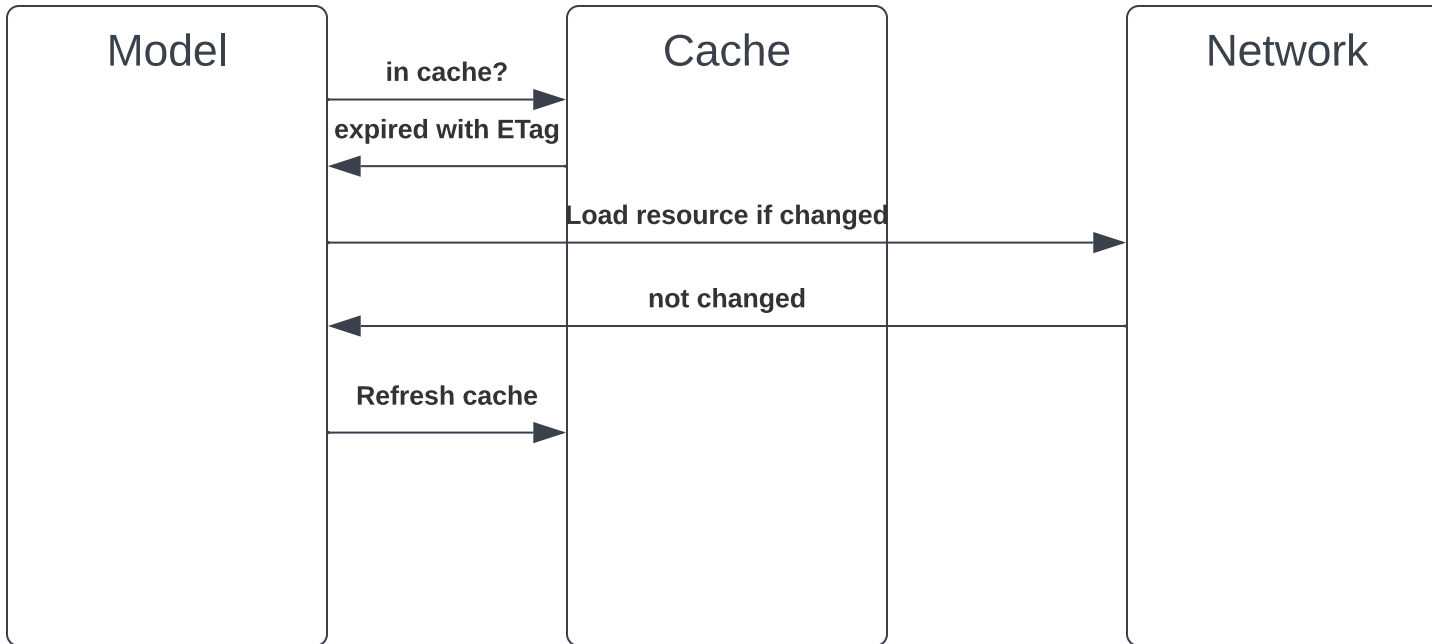 Model
Cache
Network
in cache?
expired with ETag
Load resource if changed
not changed
Refresh cache